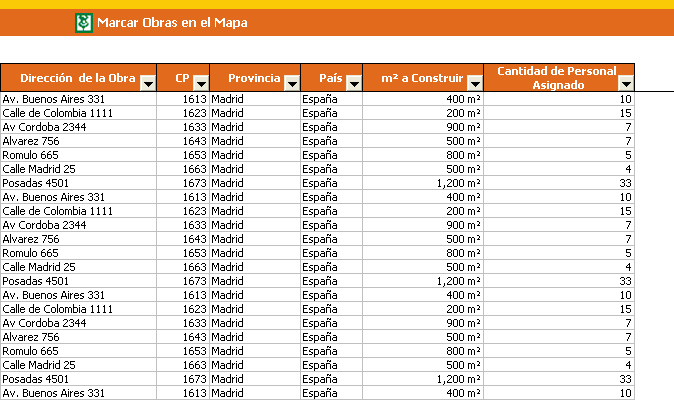 Marcar Obras en el Mapa
Dirección de la Obra CP Provincia País m² a Construir Cantidad de Personal Asignado
Av. Buenos Aires 331 1613 Madrid España 400 m² 10
Calle de Colombia 1111 1623 Madrid España 200 m² 15
Av Cordoba 2344 1633 Madrid España 900 m² 7
Alvarez 756 1643 Madrid España 500 m² 7
Romulo 665 1653 Madrid España 800 m² 5
Calle Madrid 25 1663 Madrid España 500 m² 4
Posadas 4501 1673 Madrid España 1,200 m² 33
Av. Buenos Aires 331 1613 Madrid España 400 m² 10
Calle de Colombia 1111 1623 Madrid España 200 m² 15
Av Cordoba 2344 1633 Madrid España 900 m² 7
Alvarez 756 1643 Madrid España 500 m² 7
Romulo 665 1653 Madrid España 800 m² 5
Calle Madrid 25 1663 Madrid España 500 m² 4
Posadas 4501 1673 Madrid España 1,200 m² 33
Av. Buenos Aires 331 1613 Madrid España 400 m² 10
Calle de Colombia 1111 1623 Madrid España 200 m² 15
Av Cordoba 2344 1633 Madrid España 900 m² 7
Alvarez 756 1643 Madrid España 500 m² 7
Romulo 665 1653 Madrid España 800 m² 5
Calle Madrid 25 1663 Madrid España 500 m² 4
Posadas 4501 1673 Madrid España 1,200 m² 33
Av. Buenos Aires 331 1613 Madrid España 400 m² 10